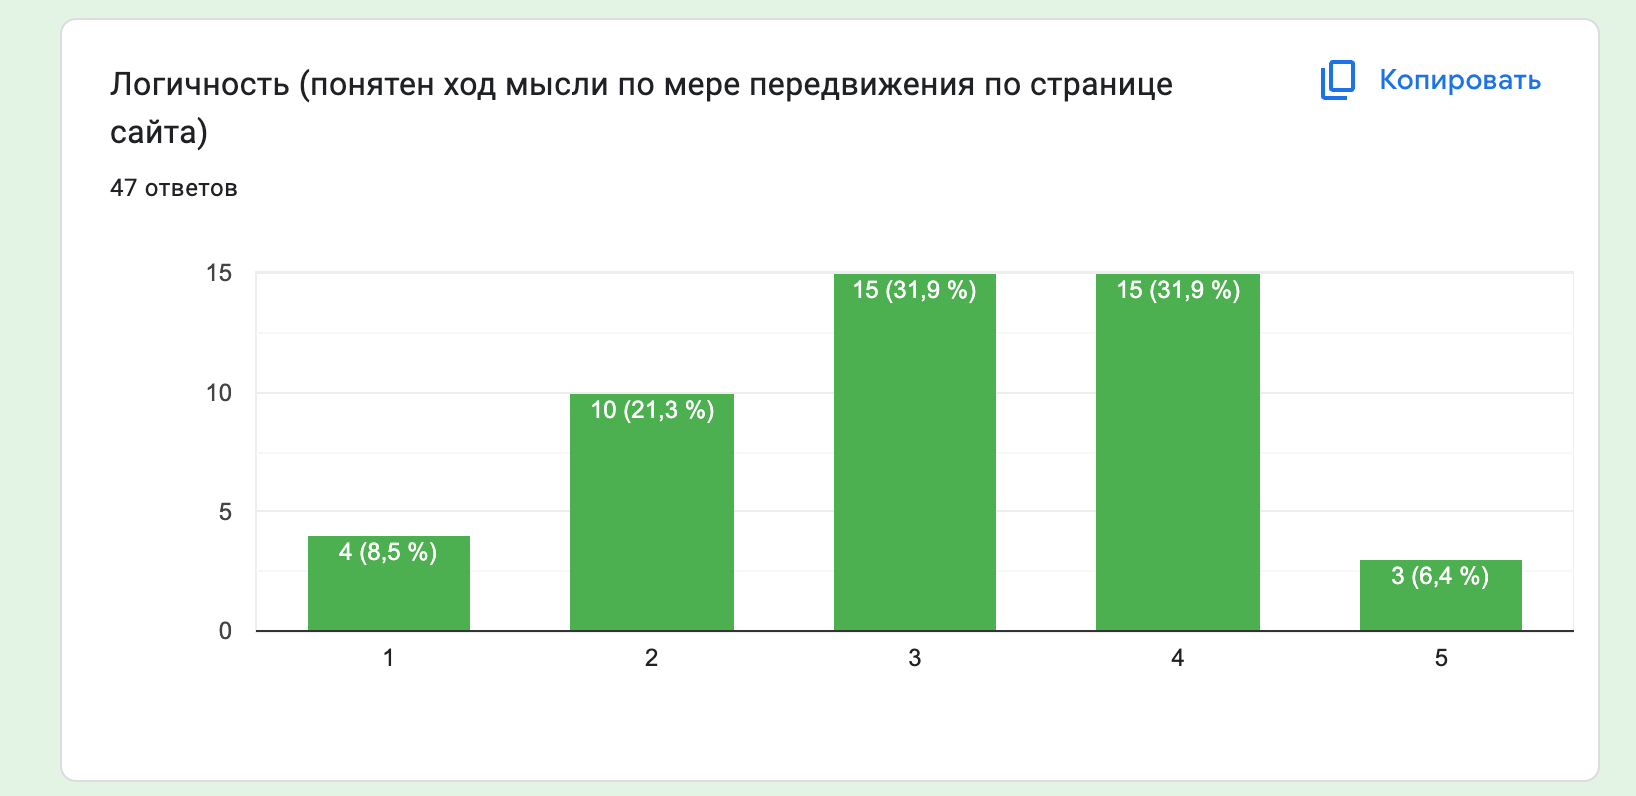 Логичность (понятен ход мысли по мере передвижения по странице
сайта)
Копировать
47 ответов
15
10
5
0
4 (8,5 %)
10 (21,3 %)
15 (31,9 %)
15 (31,9 %)
3 (6,4 %)
1
2
3
4
5